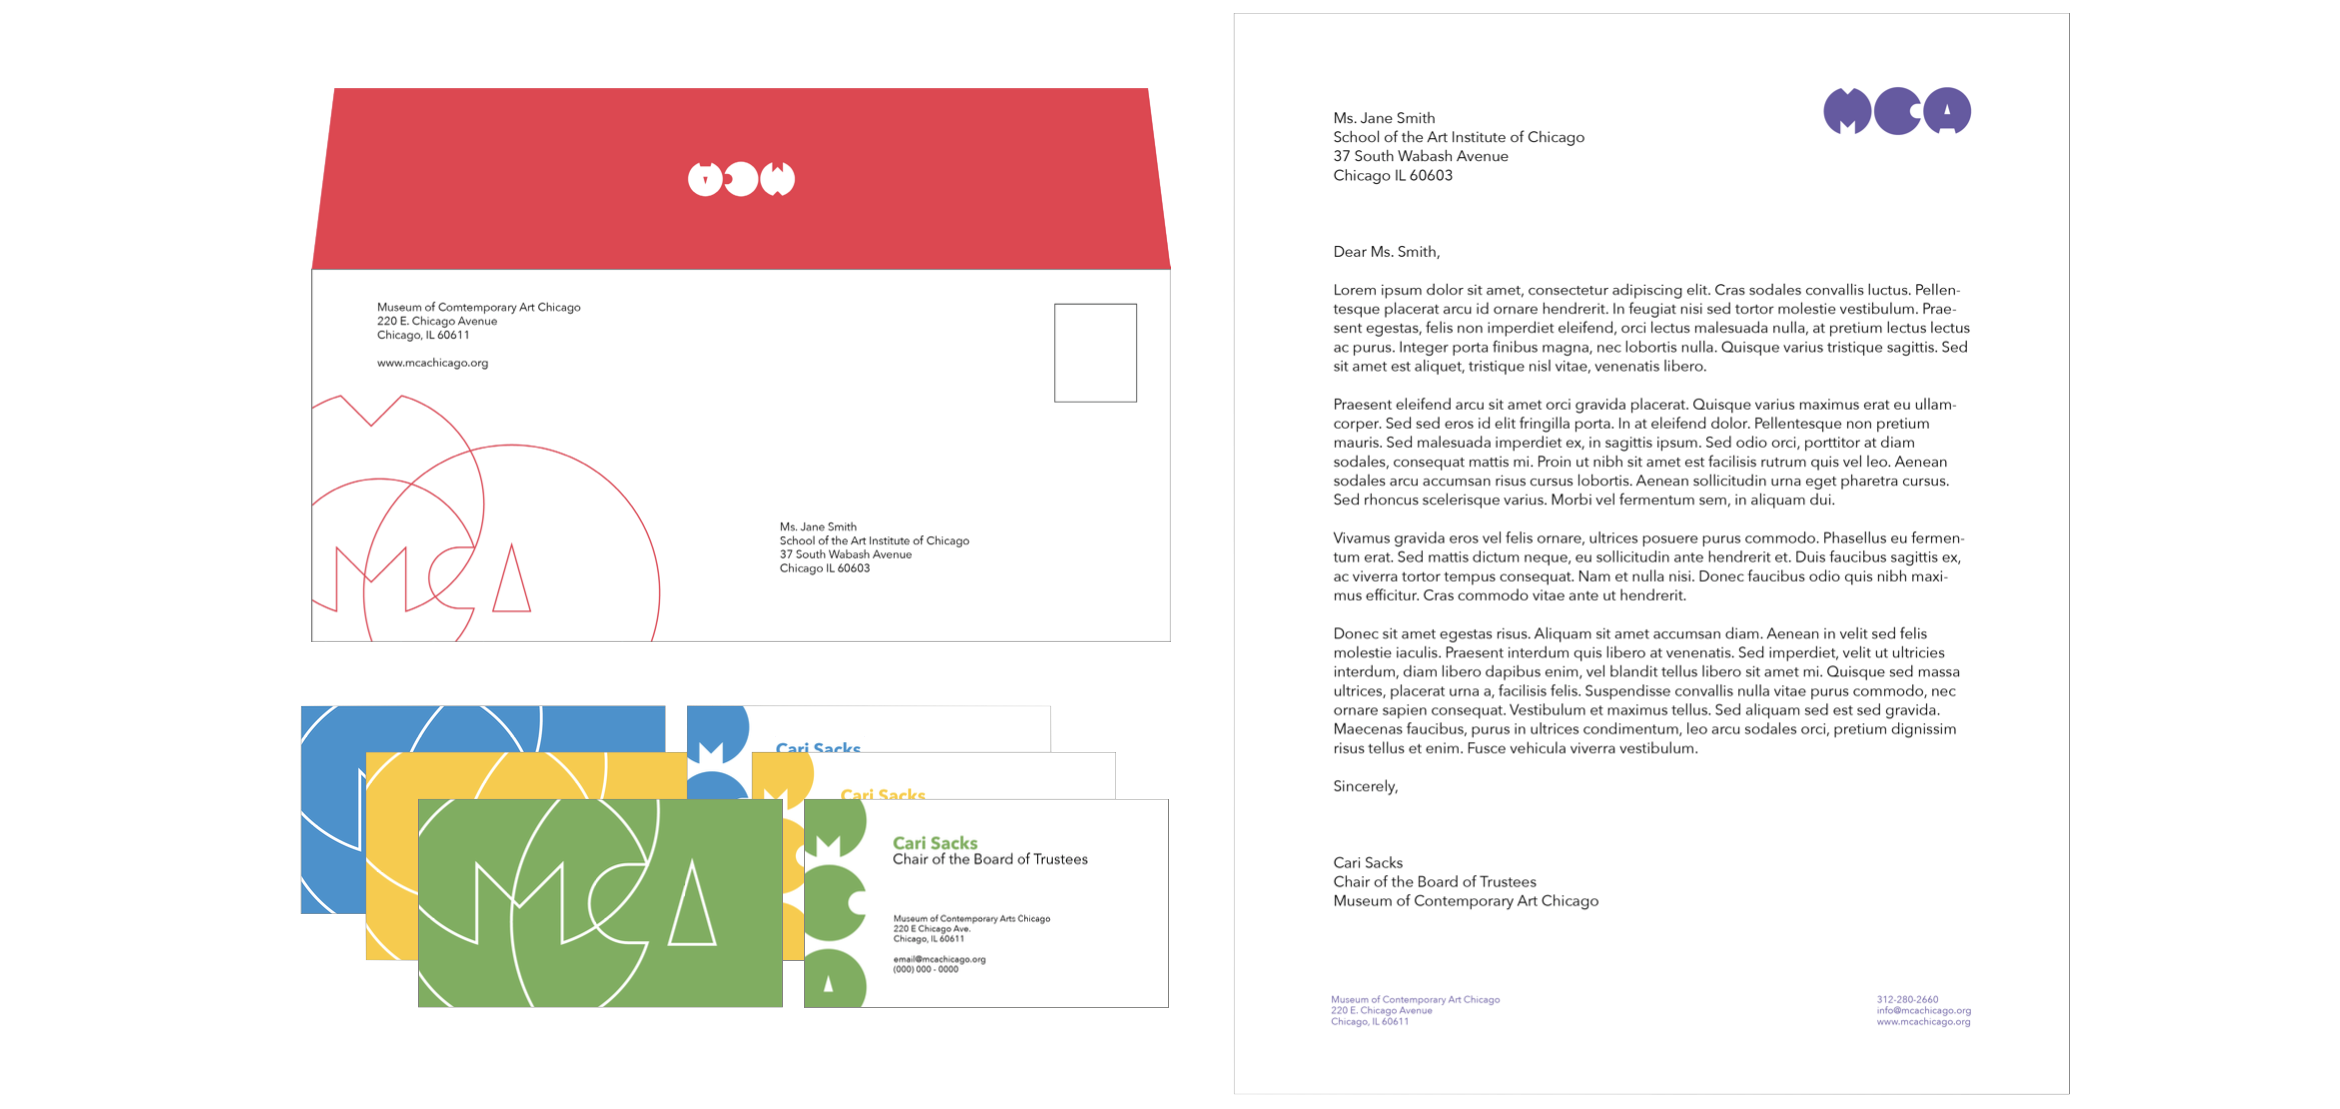 MCA
Museum of Comtemporary Art Chicago
220 E. Chicago Avenue
Chicago, IL 60611
www.mcachicago.org
MCA
Ms. Jane Smith
School of the Art Institute of Chicago
37 South Wabash Avenue
Chicago IL 60603
Cari Sacks
M
Cari Sacks
M
MCA
M
C
A
Cari Sacks
Chair of the Board of Trustees
Museum of Contemporary Arts Chicago
220 E Chicago Ave.
Chicago, IL 60611
email@mcachicago.org
(000) 000 - 0000
MCA
Ms. Jane Smith
School of the Art Institute of Chicago
37 South Wabash Avenue
Chicago IL 60603
Dear Ms. Smith,
Lorem ipsum dolor sit amet, consectetur adipiscing elit. Cras sodales convallis luctus. Pellen-
tesque placerat arcu id ornare hendrerit. In feugiat nisi sed tortor molestie vestibulum. Prae-
sent egestas, felis non imperdiet eleifend, orci lectus malesuada nulla, at pretium lectus lectus
ac purus. Integer porta finibus magna, nec lobortis nulla. Quisque varius tristique sagittis. Sed
sit amet est aliquet, tristique nisl vitae, venenatis libero.
Praesent eleifend arcu sit amet orci gravida placerat. Quisque varius maximus erat eu ullam-
corper. Sed sed eros id elit fringilla porta. In at eleifend dolor. Pellentesque non pretium
mauris. Sed malesuada imperdiet ex, in sagittis ipsum. Sed odio orci, porttitor at diam
sodales, consequat mattis mi. Proin ut nibh sit amet est facilisis rutrum quis vel leo. Aenean
sodales arcu accumsan risus cursus lobortis. Aenean sollicitudin urna eget pharetra cursus.
Sed rhoncus scelerisque varius. Morbi vel fermentum sem, in aliquam dui.
Vivamus gravida eros vel felis ornare, ultrices posuere purus commodo. Phasellus eu fermen-
tum erat. Sed mattis dictum neque, eu sollicitudin ante hendrerit et. Duis faucibus sagittis ex,
ac viverra tortor tempus consequat. Nam et nulla nisi. Donec faucibus odio quis nibh maxi-
mus efficitur. Cras commodo vitae ante ut hendrerit.
Donec sit amet egestas risus. Aliquam sit amet accumsan diam. Aenean in velit sed felis
molestie iaculis. Praesent interdum quis libero at venenatis. Sed imperdiet, velit ut ultricies
interdum, diam libero dapibus enim, vel blandit tellus libero sit amet mi. Quisque sed massa
ultrices, placerat urna a, facilisis felis. Suspendisse convallis nulla vitae purus commodo, nec
ornare sapien consequat. Vestibulum et maximus tellus. Sed aliquam sed est sed gravida.
Maecenas faucibus, purus in ultrices condimentum, leo arcu sodales orci, pretium dignissim
risus tellus et enim. Fusce vehicula viverra vestibulum.
Sincerely,
Cari Sacks
Chair of the Board of Trustees
Museum of Contemporary Art Chicago
Museum of Contemporary Art Chicago
220 E. Chicago Avenue
Chicago, IL 60611
312-280-2660
info@mcachicago.org
www.mcachicago.org